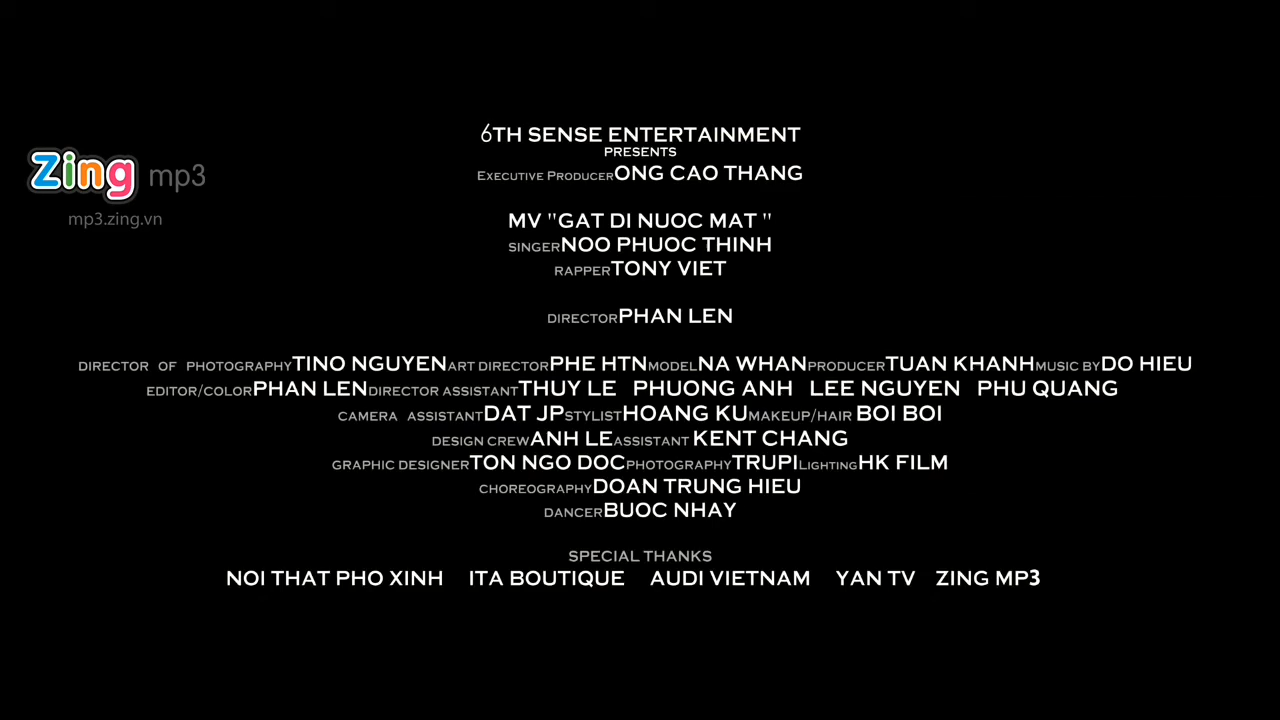 Zing mp3
mp3.zing.vn
6TH SENSE ENTERTAINMENT
PRESENTS
EXECUTIVE PRODUCER ONG CAO THANG
MV "GAT DI NUOC MAT "
SINGER NOO PHUOC THINH
RAPPER TONY VIET
DIRECTOR PHAN LEN
DIRECTOR OF PHOTOGRAPHY TINO NGUYEN ART DIRECTOR PHE HTN MODEL NA WHAN PRODUCER TUAN KHANH MUSIC BY DO HIEU
EDITOR/COLOR PHAN LEN DIRECTOR ASSISTANT THUY LE PHUONG ANH LEE NGUYEN PHU QUANG
CAMERA ASSISTANT DAT JP STYLIST HOANG KU MAKEUP/HAIR BOI BOI
DESIGN CREW ANH LE ASSISTANT KENT CHANG
GRAPHIC DESIGNER TON NGO DOC PHOTOGRAPHY TRUPI LIGHTING HK FILM
CHOREOGRAPHY DOAN TRUNG HIEU
DANCER BUOC NHAY
SPECIAL THANKS
NOI THAT PHO XINH ITA BOUTIQUE AUDI VIETNAM YAN TV ZING MP3